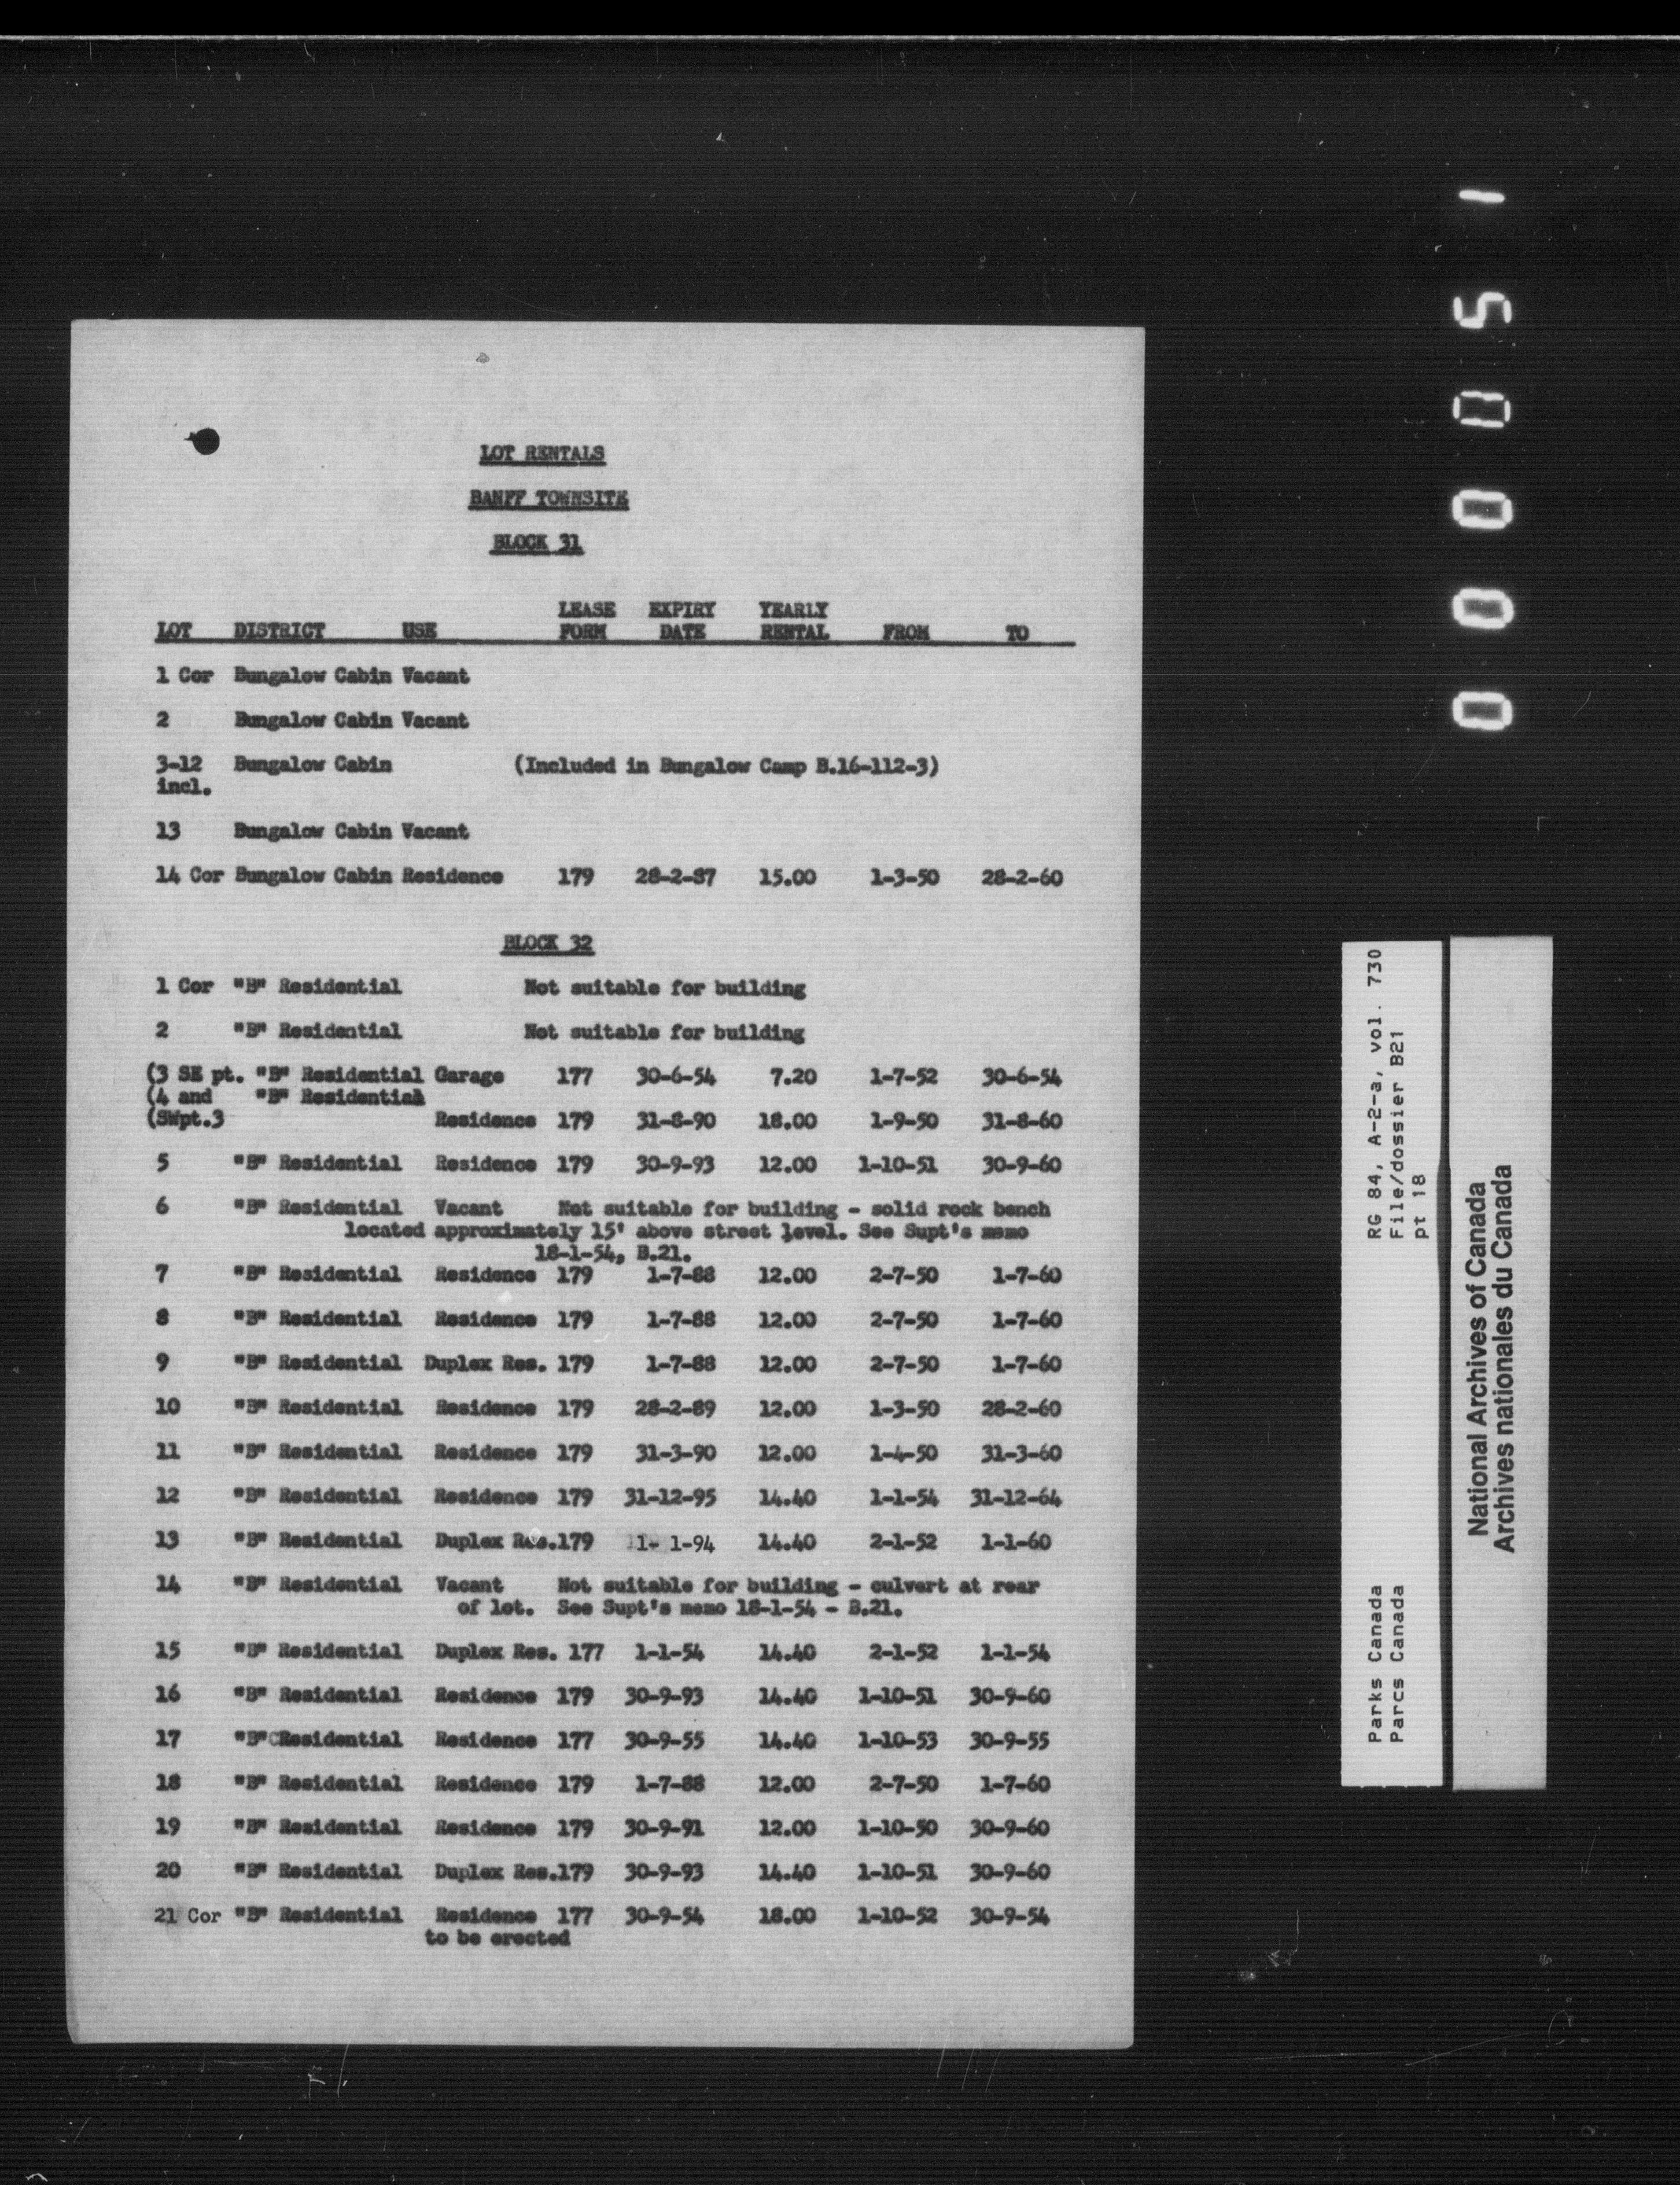 LOT RENTALS
BANFF TOWNSITE
BLOCK 31
LEASE EXPIRY YEARLY
LOT DISTRICT USE FORM DATE RENTAL FROM TO
1 Cor Bungalow Cabin Vacant
2 Bungalow Cabin Vacant
3-12 Bungalow Cabin (Included in Bungalow Camp B.16-112-3)
incl.
13 Bungalow Cabin Vacant
14 Cor Bungalow Cabin Residence 179 28-2-87 15.00 1-3-50 28-2-60
BLOCK 32
1 Cor "B" Residential Not suitable for building
2 "B" Residential Not suitable for building
(3 SE pt. "B" Residential Garage 177 30-6-54 7.20 1-7-52 30-6-54
(4 and "B" Residential
(SWpt.3 Residence 179 31-8-90 18.00 1-9-50 31-8-60
5 "B" Residential Residence 179 30-9-93 12.00 1-10-51 30-9-60
6 "B" Residential Vacant Not suitable for building - solid rock bench
located approximately 15' above street level. See Supt's memo
18-1-54, B.21.
7 "B" Residential Residence 179 1-7-88 12.00 2-7-50 1-7-60
8 "B" Residential Residence 179 1-7-88 12.00 2-7-50 1-7-60
9 "B" Residential Duplex Res. 179 1-7-88 12.00 2-7-50 1-7-60
10 "B" Residential Residence 179 28-2-89 12.00 1-3-50 28-2-60
11 "B" Residential Residence 179 31-3-90 12.00 1-4-50 31-3-60
12 "B" Residential Residence 179 31-12-95 14.40 1-1-54 31-12-64
13 "B" Residential Duplex Res.179 1- 1-94 14.40 2-1-52 1-1-60
14 "B" Residential Vacant Not suitable for building - culvert at rear
of lot. See Supt's memo 18-1-54 - B.21.
15 "B" Residential Duplex Res. 177 1-1-54 14.40 2-1-52 1-1-54
16 "B" Residential Residence 179 30-9-93 14.40 1-10-51 30-9-60
17 "B" Residential Residence 177 30-9-55 14.40 1-10-53 30-9-55
18 "B" Residential Residence 179 1-7-88 12.00 2-7-50 1-7-60
19 "B" Residential Residence 179 30-9-91 12.00 1-10-50 30-9-60
20 "B" Residential Duplex Res.179 30-9-93 14.40 1-10-51 30-9-60
21 Cor "B" Residential Residence 177 30-9-54 18.00 1-10-52 30-9-54
to be erected
000051
Parks Canada RG 84, A-2-a, vol. 730
Parcs Canada File/dossier B21
pt 18
National Archives of Canada
Archives nationales du Canada